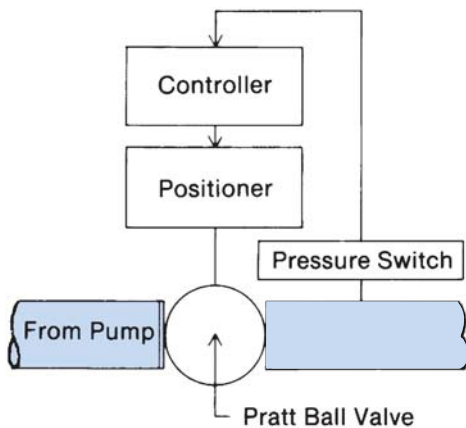 Controller
Positioner
Pressure Switch
From Pump
Pratt Ball Valve